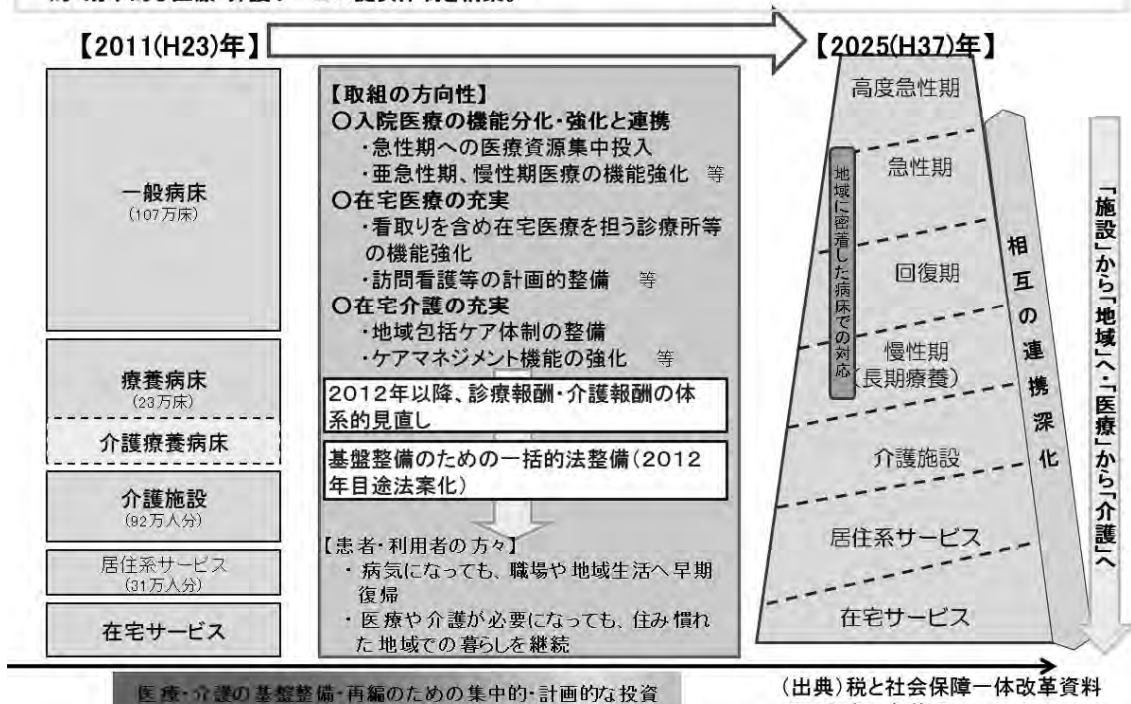 【2011(H23)年】
【2025(H37)年】
一般病床
(107万床)
療養病床
(23万床)
介護療養病床
介護施設
(92万人分)
居住系サービス
(31万人分)
在宅サービス
【取組の方向性】
〇入院医療の機能分化・強化と連携
・急性期への医療資源集中投入
・亜急性期、慢性期医療の機能強化 等
〇在宅医療の充実
・看取りを含め在宅医療を担う診療所等
の機能強化
・訪問看護等の計画的整備 等
〇在宅介護の充実
・地域包括ケア体制の整備
・ケアマネジメント機能の強化 等
2012年以降、診療報酬・介護報酬の体
系的見直し
基盤整備のための一括的法整備(2012
年目途法案化)
【患者・利用者の方々】
・ 病気になっても、職場や地域生活へ早期
復帰
・ 医療や介護が必要になっても、住み慣れ
た地域での暮らしを継続
高度急性期
急性期
回復期
慢性期
(長期療養)
介護施設
居住系サービス
在宅サービス
地域に密着した病床での対応
相互の連携深化
「施設」から「地域」へ・「医療」から「介護」へ
医療・介護の基盤整備・再編のための集中的・計画的な投資
(出典)税と社会保障一体改革資料